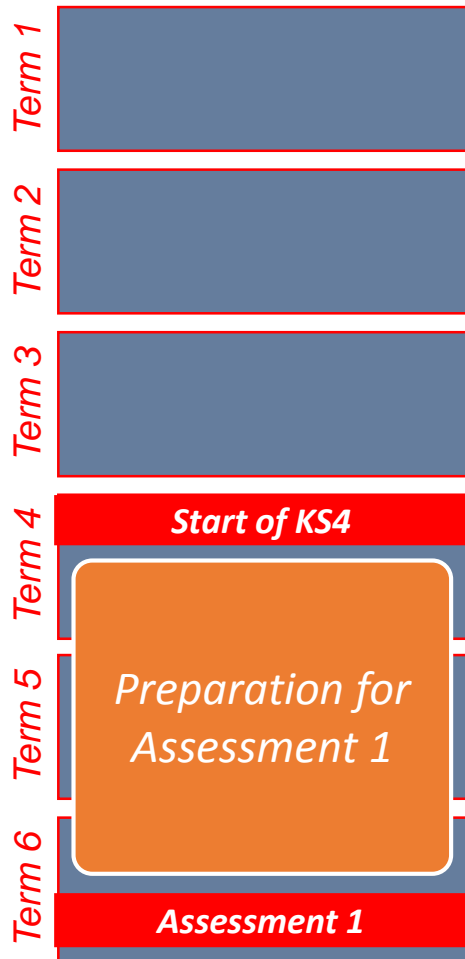 Term 1
Term 2
Term 3
Term 4
Start of KS4
Preparation for
Assessment 1
Term 5
Term 6
Assessment 1